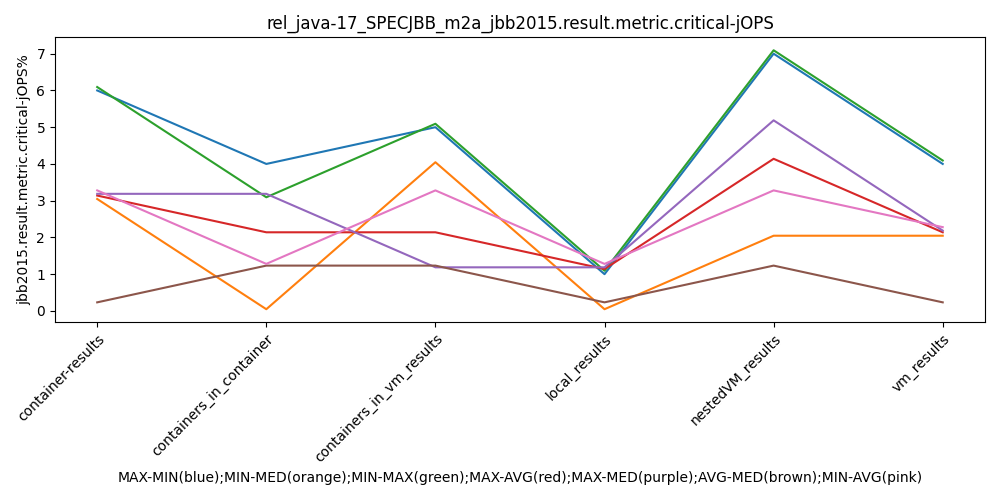 rel_java-17_SPECJBB_m2a_jbb2015.result.metric.critical-jOPS
jbb2015.result.metric.critical-jOPS%
7
6
5
4
3
2
1
0
container-results
containers_in_container
containers_in_vm_results
local_results
nestedVM_results
vm_results
MAX-MIN(blue);MIN-MED(orange);MIN-MAX(green);MAX-AVG(red);MAX-MED(purple);AVG-MED(brown);MIN-AVG(pink)